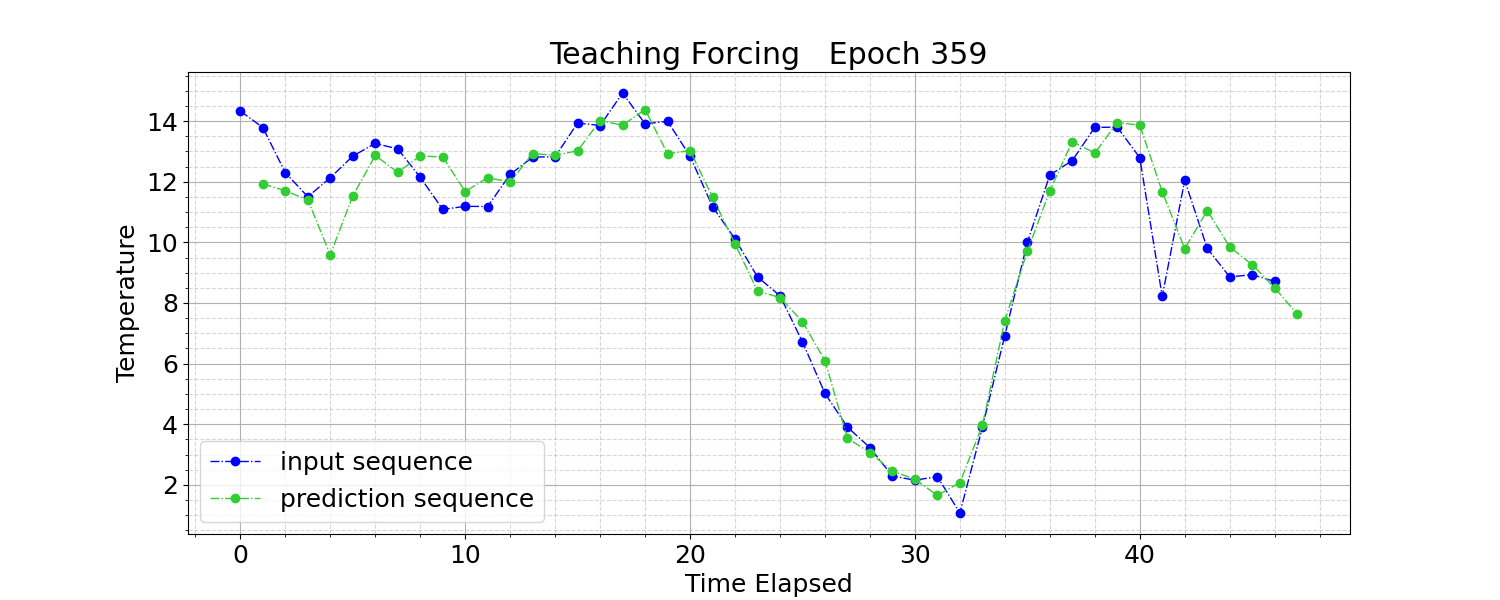 Teaching Forcing   Epoch 359
Temperature
14
12
10
8
6
4
2
input sequence
prediction sequence
0 10 20 30 40
Time Elapsed